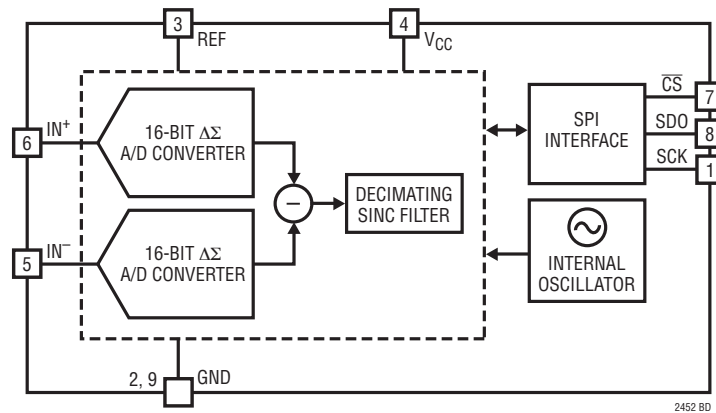 3
REF
4
VCC
CS
7
6
IN+
16-BIT ΔΣ
A/D CONVERTER
SPI
INTERFACE
SDO
8
SCK
1
–
DECIMATING
SINC FILTER
5
IN–
16-BIT ΔΣ
A/D CONVERTER
INTERNAL
OSCILLATOR
2, 9
GND
2452 BD